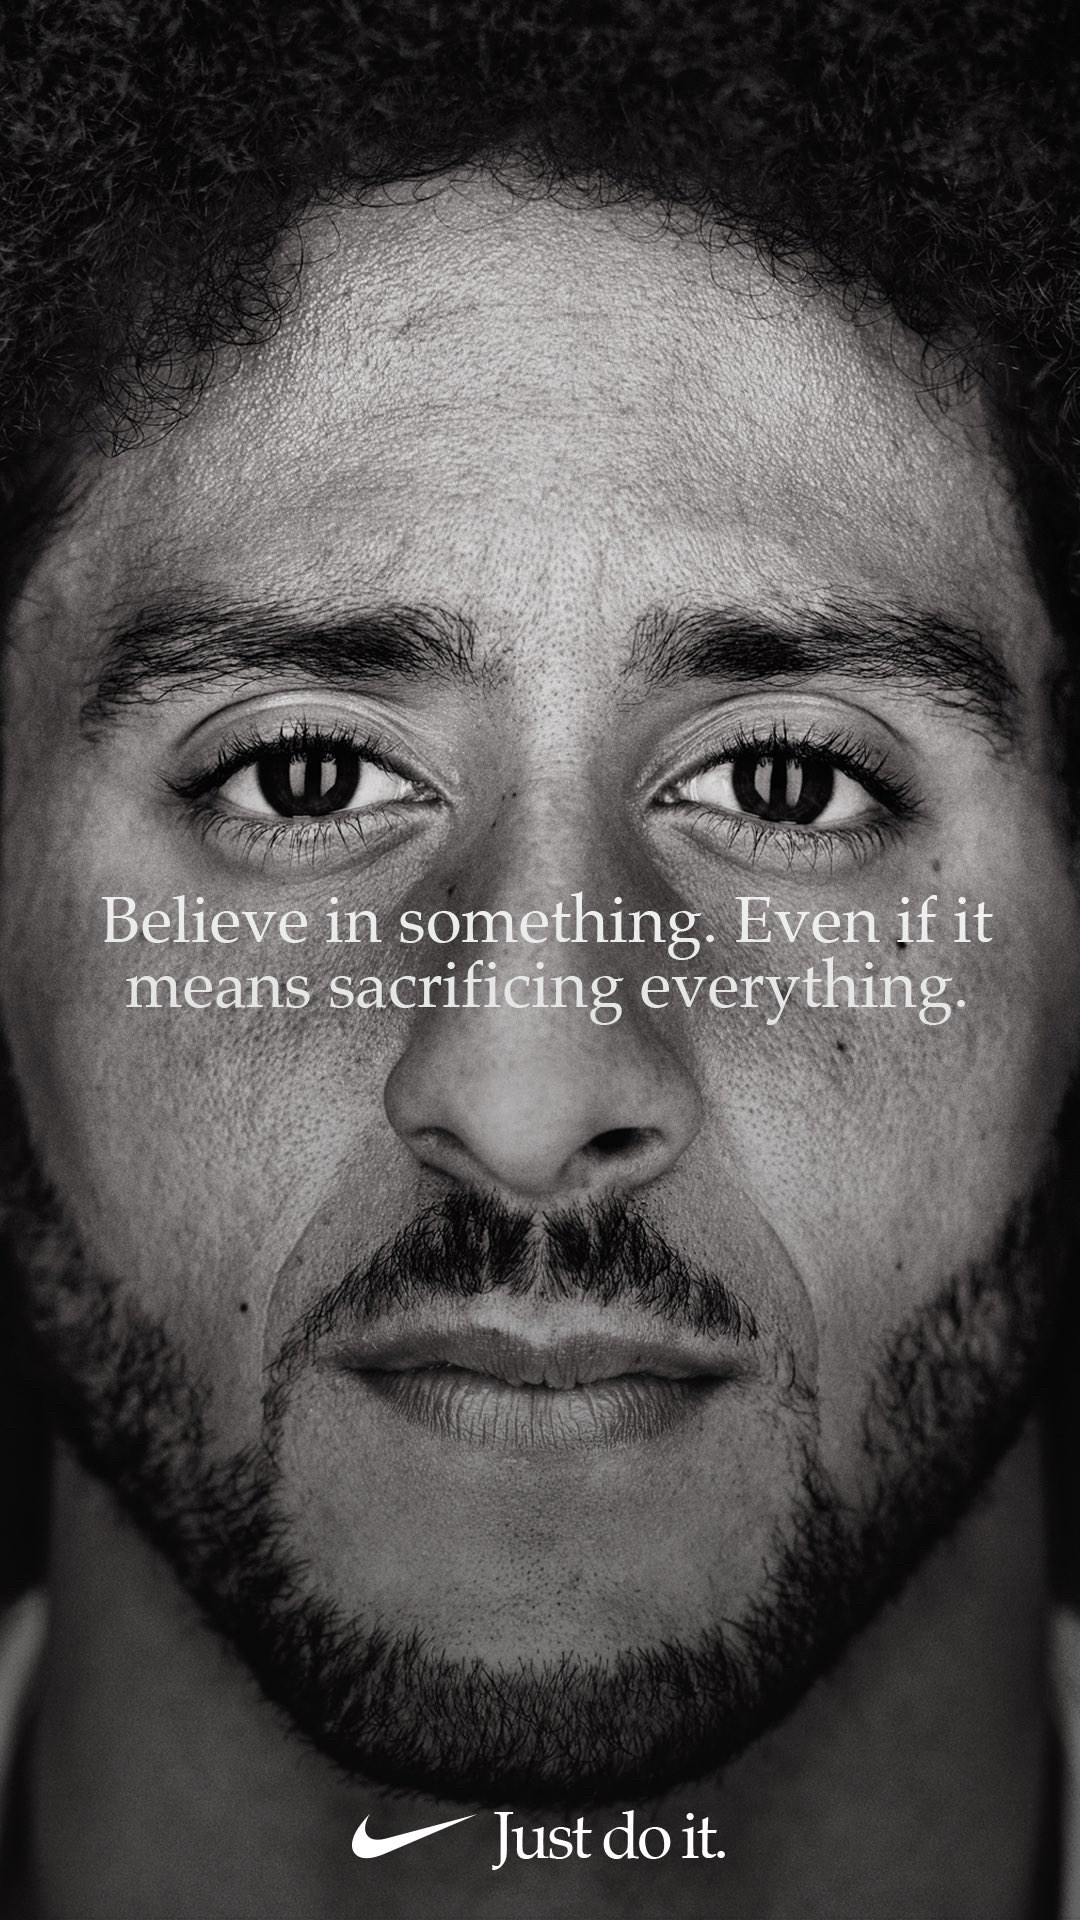 Believe in something. Even if it
means sacrificing everything.
Just do it.